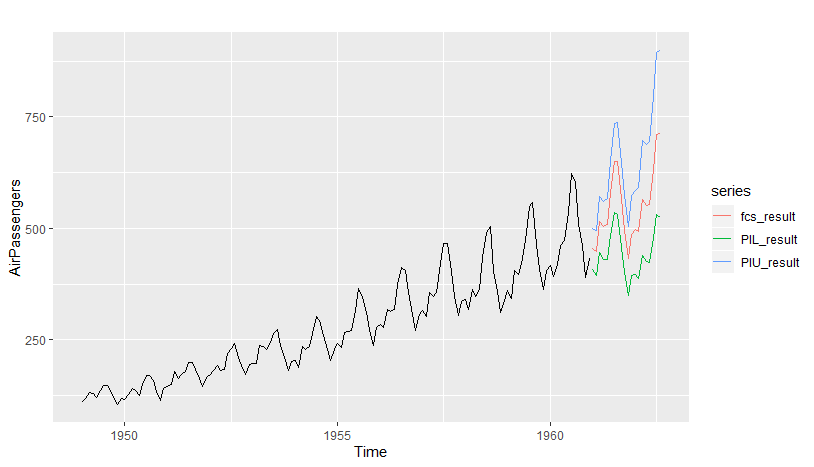 750
500
250
AirPassengers
1950
1955
1960
Time
series
fcs_result
PIL_result
PIU_result